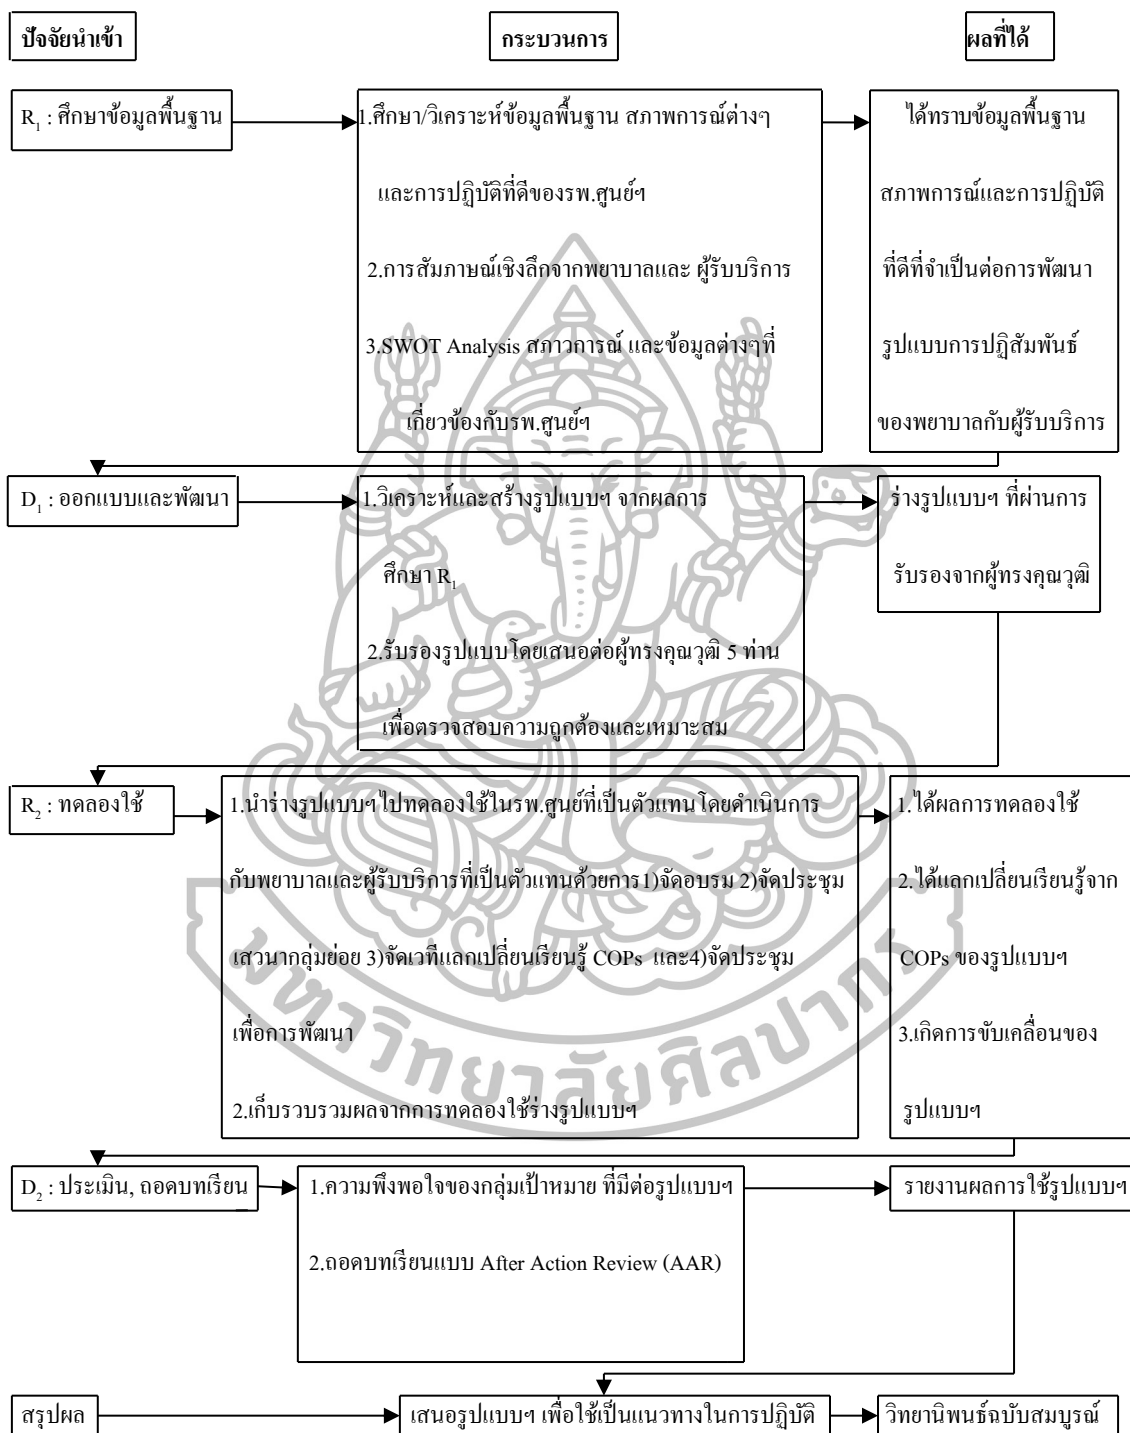 ปัจจัยนำเข้า
กระบวนการ
ผลที่ได้
R1 : ศึกษาข้อมูลพื้นฐาน
1.ศึกษา/วิเคราะห์ข้อมูลพื้นฐาน สภาพการณ์ต่างๆ
และการปฏิบัติที่ดีของรพ.ศูนย์ฯ
2.การสัมภาษณ์เชิงลึกจากพยาบาลและ ผู้รับบริการ
3.SWOT Analysis สภาวการณ์ และข้อมูลต่างๆที่
เกี่ยวข้องกับรพ.ศูนย์ฯ
ได้ทราบข้อมูลพื้นฐาน
สภาพการณ์และการปฏิบัติ
ที่ดีที่จำเป็นต่อการพัฒนา
รูปแบบการปฏิสัมพันธ์
ของพยาบาลกับผู้รับบริการ
D1 : ออกแบบและพัฒนา
1.วิเคราะห์และสร้างรูปแบบฯ จากผลการ
ศึกษา R1
2.รับรองรูปแบบโดยเสนอต่อผู้ทรงคุณวุฒิ 5 ท่าน
เพื่อตรวจสอบความถูกต้องและเหมาะสม
ร่างรูปแบบฯ ที่ผ่านการ
รับรองจากผู้ทรงคุณวุฒิ
R2 : ทดลองใช้
1.นำร่างรูปแบบฯ ไปทดลองใช้ในรพ.ศูนย์ที่เป็นตัวแทน โดยดำเนินการ
กับพยาบาลและผู้รับบริการที่เป็นตัวแทนด้วยการ1)จัดอบรม 2)จัดประชุม
เสวนากลุ่มย่อย 3)จัดเวทีแลกเปลี่ยนเรียนรู้ COPs และ4)จัดประชุม
เพื่อการพัฒนา
2.เก็บรวบรวมผลจากการทดลองใช้ร่างรูปแบบฯ
1.ได้ผลการทดลองใช้
2. ได้แลกเปลี่ยนเรียนรู้จาก
COPs ของรูปแบบฯ
3.เกิดการขับเคลื่อนของ
รูปแบบฯ
มหาวิทยาลัยศิลปากร
D2 : ประเมิน, ถอดบทเรียน
1.ความพึงพอใจของกลุ่มเป้าหมาย ที่มีต่อรูปแบบฯ
2.ถอดบทเรียนแบบ After Action Review (AAR)
รายงานผลการใช้รูปแบบฯ
สรุปผล
เสนอรูปแบบฯ เพื่อใช้เป็นแนวทางในการปฏิบัติ
วิทยานิพนธ์ฉบับสมบูรณ์